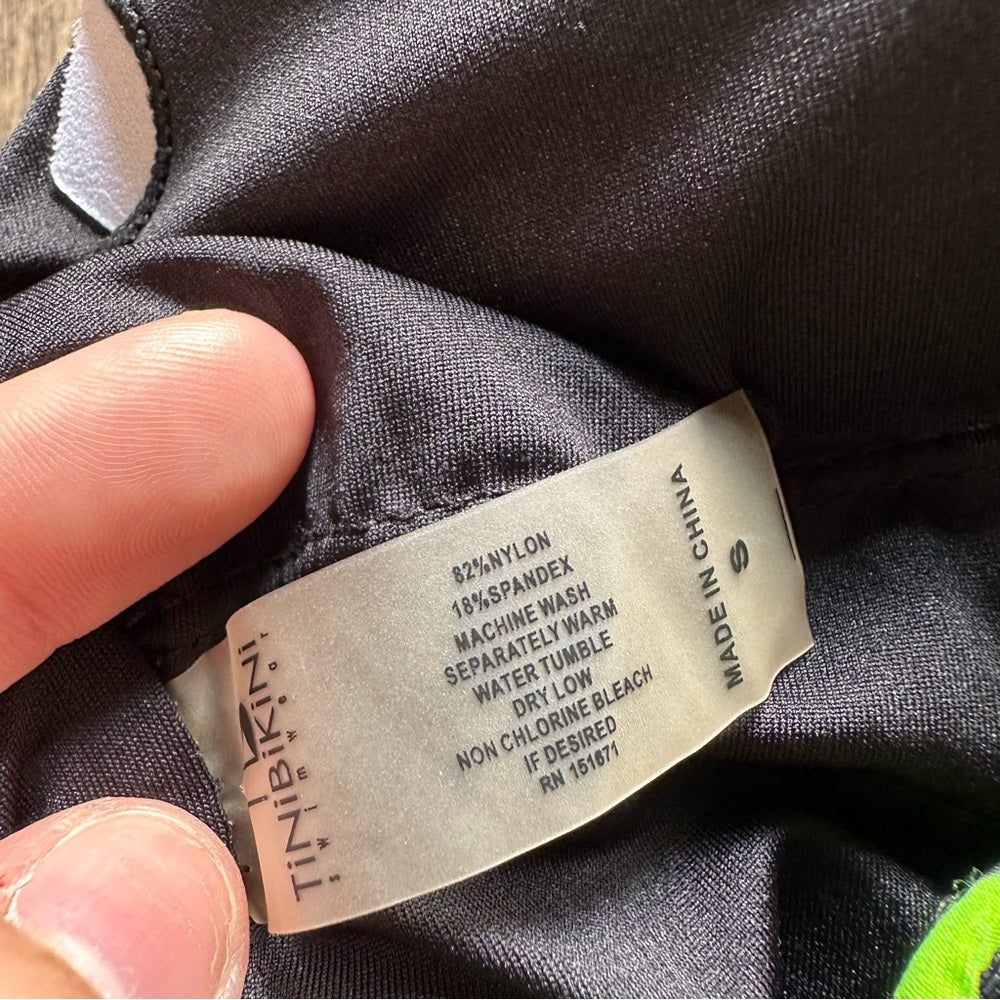 TiNiBiKiNi
swimwear
82%NYLON
18%SPANDEX
MACHINE WASH
SEPARATELY WARM
WATER TUMBLE
DRY LOW
NON CHLORINE BLEACH
IF DESIRED
RN 151671
MADE IN CHINA
S